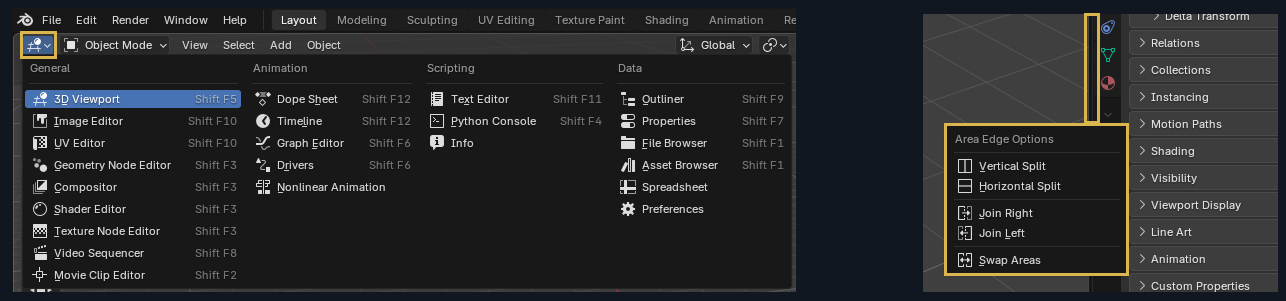 File Edit Render Window Help Layout Modeling Sculpting UV Editing Texture Paint Shading Animation Re
Object Mode View Select Add Object Global
General Animation Scripting Data
3D Viewport Shift F5 Dope Sheet Shift F12 Text Editor Shift F11 Outliner Shift F9
Image Editor Shift F10 Timeline Shift F12 Python Console Shift F4 Properties Shift F7
UV Editor Shift F10 Graph Editor Shift F6 Info File Browser Shift F1
Geometry Node Editor Shift F3 Drivers Shift F6 Asset Browser Shift F1
Compositor Shift F3 Nonlinear Animation Spreadsheet
Shader Editor Shift F3 Preferences
Texture Node Editor Shift F3
Video Sequencer Shift F8
Movie Clip Editor Shift F2
Delta Transform
Relations
Collections
Instancing
Motion Paths
Shading
Visibility
Viewport Display
Line Art
Animation
Custom Properties
Area Edge Options
Vertical Split
Horizontal Split
Join Right
Join Left
Swap Areas